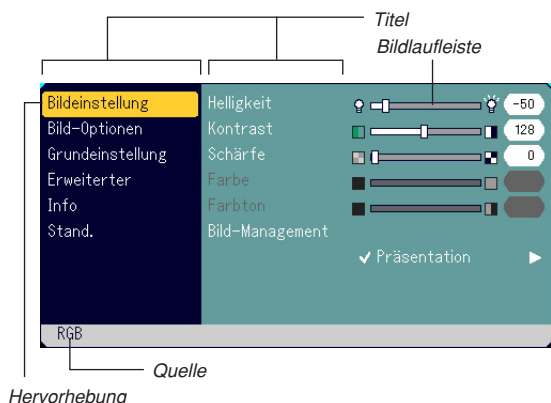 Titel
Bildlaufleiste
Bildeinstellung Helligkeit -50
Bild-Optionen Kontrast 128
Grundeinstellung Schärfe 0
Erweiterter Farbe
Info Farbton
Stand. Bild-Management
✓ Präsentation ▶
RGB
Quelle
Hervorhebung